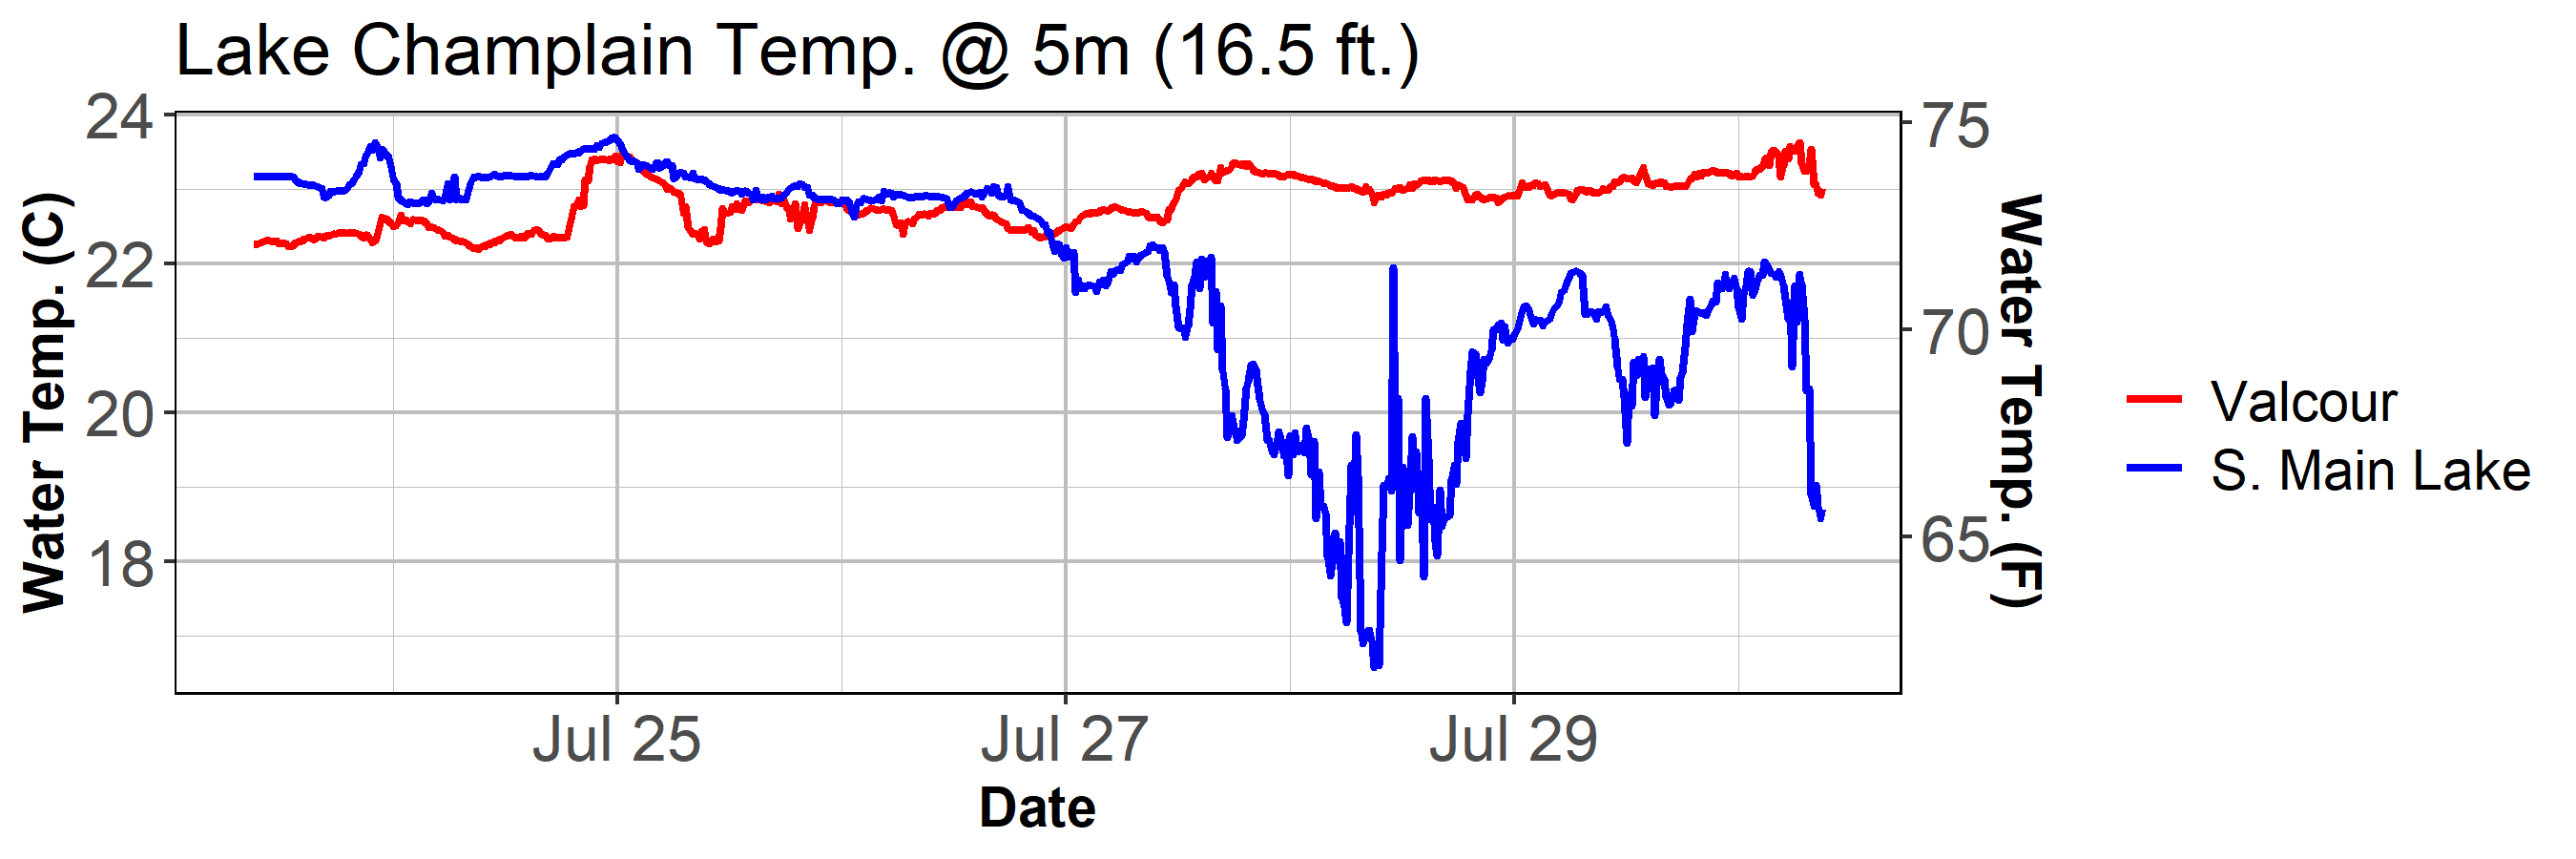 Lake Champlain Temp. @ 5m (16.5 ft.)
Water Temp. (C)
24
22
20
18
75
70
65
Water Temp. (F)
Jul 25
Jul 27
Jul 29
Date
Valcour
S. Main Lake